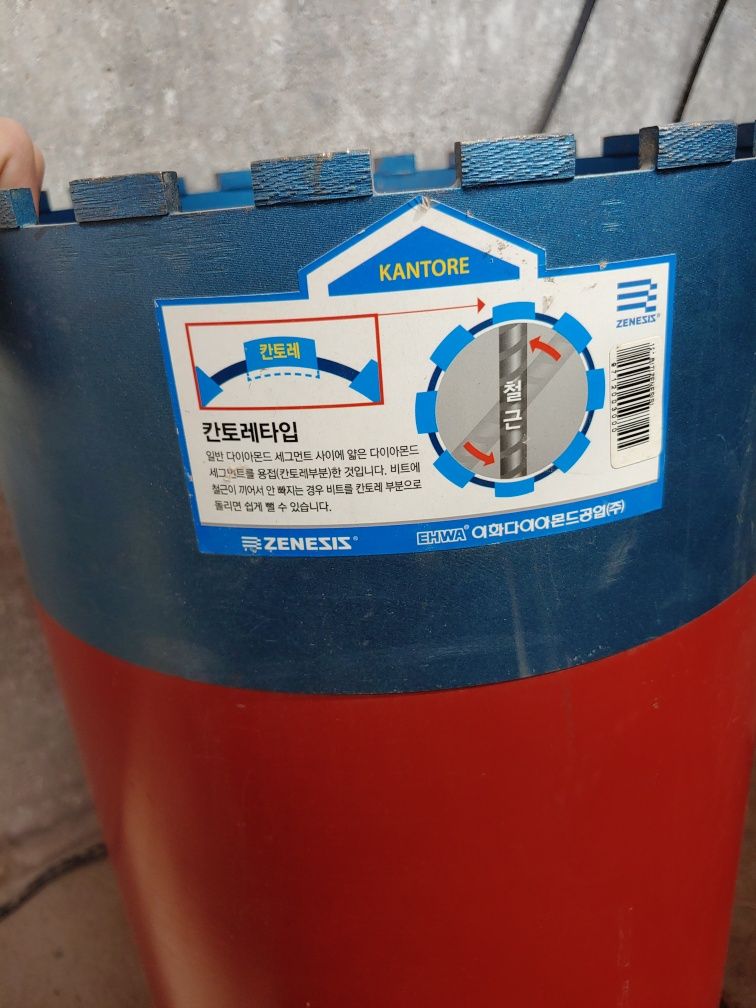 KANTORE
ZENESIS
칸토레
철근
칸토레타입
일반 다이아몬드 세그먼트 사이에 얇은 다이아몬드
세그먼트를 용접(칸토레부분)한 것입니다. 비트에
철근이 끼어서 안 빠지는 경우 비트를 칸토레 부분으로
돌리면 쉽게 뺄 수 있습니다.
ZENESIS
EHWA 이화다이아몬드공업(주)